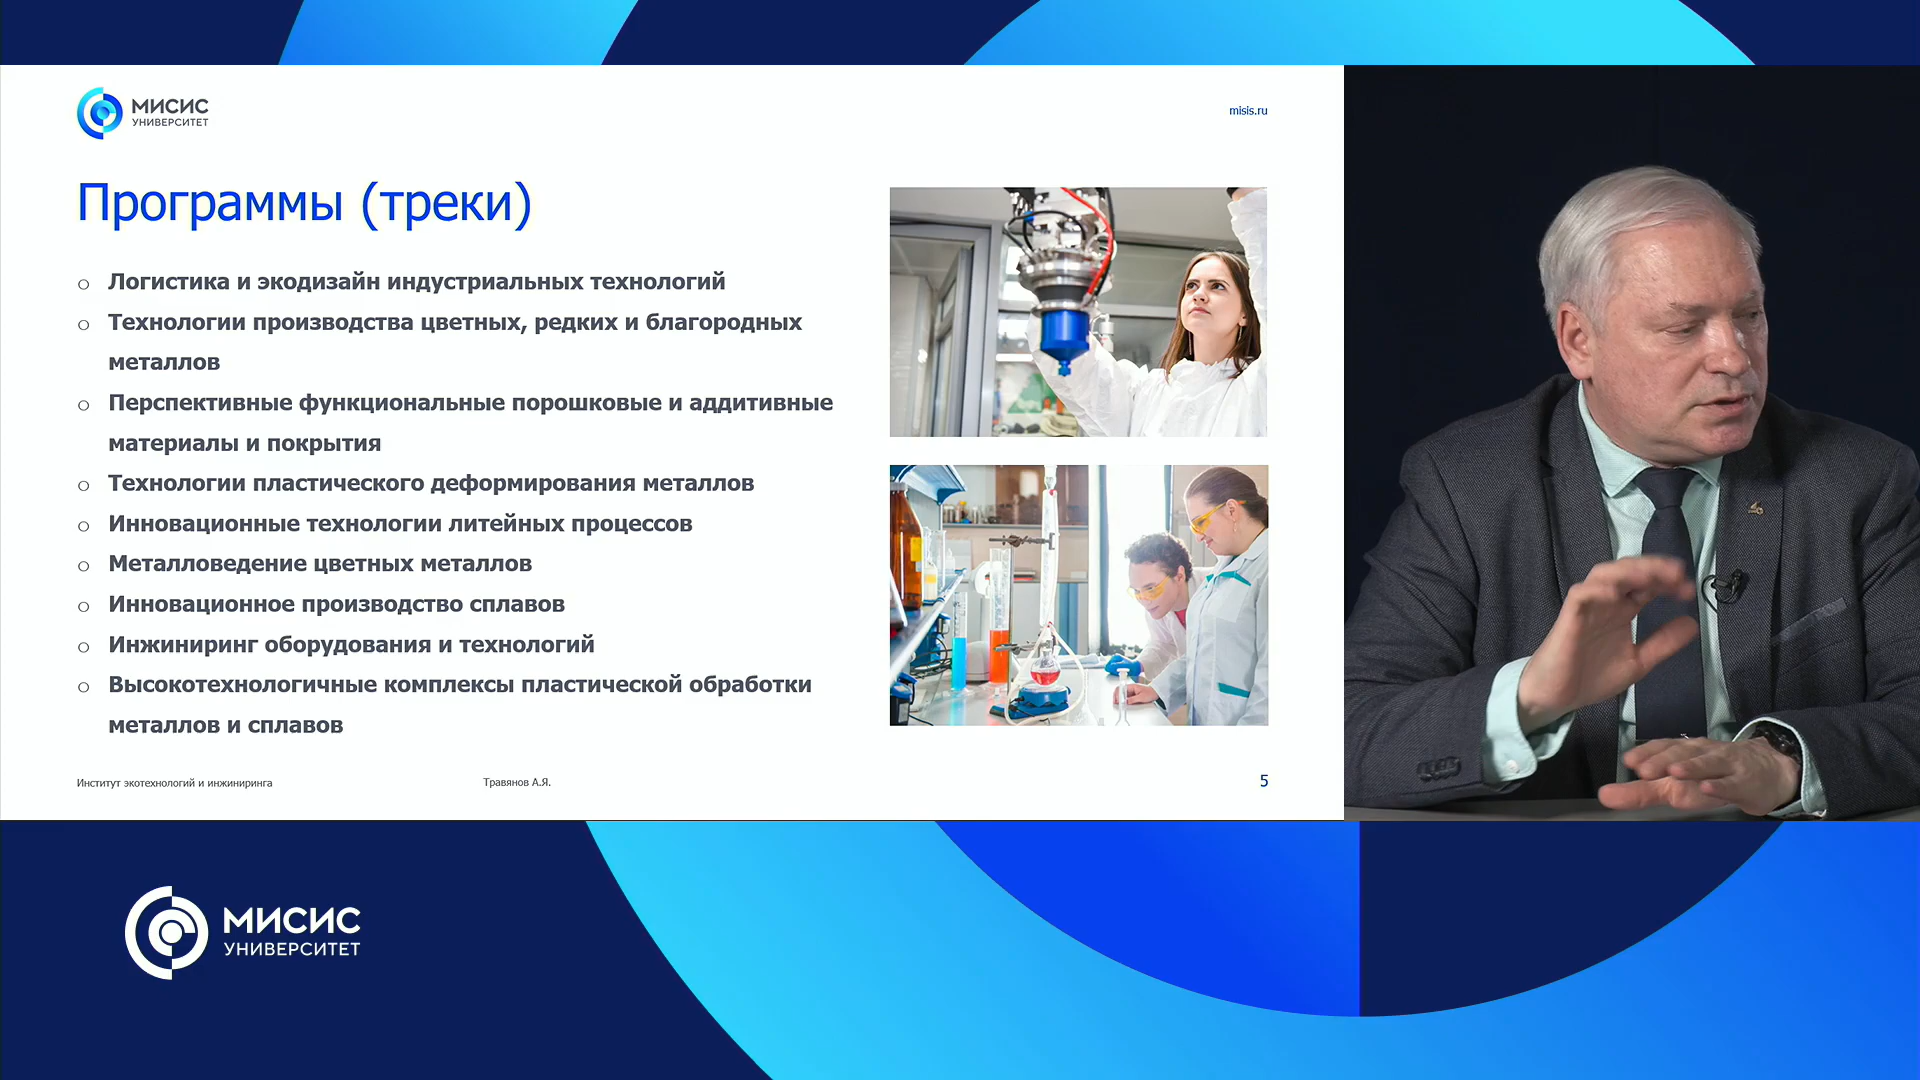 МИСИС
УНИВЕРСИТЕТ
misis.ru
Программы (треки)
Логистика и экодизайн индустриальных технологий
Технологии производства цветных, редких и благородных
металлов
Перспективные функциональные порошковые и аддитивные
материалы и покрытия
Технологии пластического деформирования металлов
Инновационные технологии литейных процессов
Металловедение цветных металлов
Инновационное производство сплавов
Инжиниринг оборудования и технологий
Высокотехнологичные комплексы пластической обработки
металлов и сплавов
Институт экотехнологий и инжиниринга
Травянов А.Я.
5
МИСИС
УНИВЕРСИТЕТ